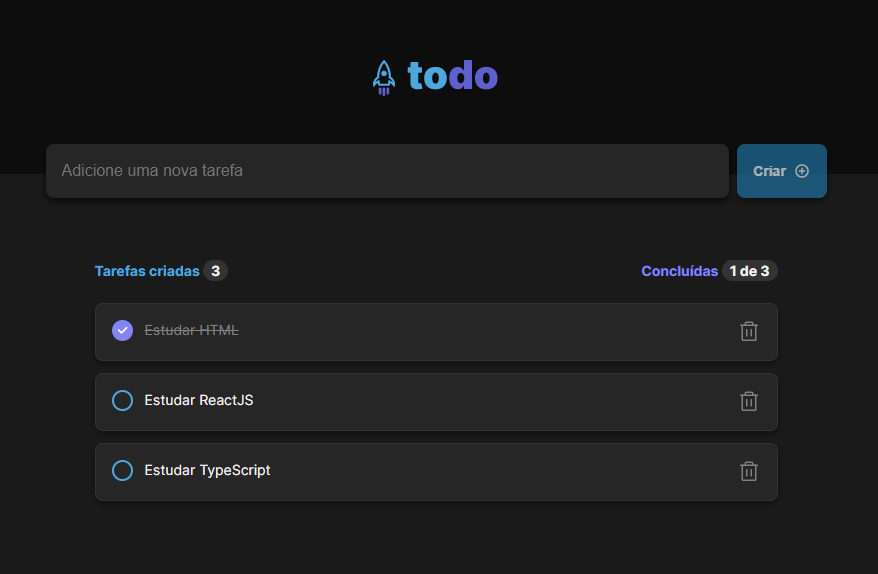 todo
Adicione uma nova tarefa
Criar
Tarefas criadas 3
Concluídas 1 de 3
Estudar HTML
Estudar ReactJS
Estudar TypeScript